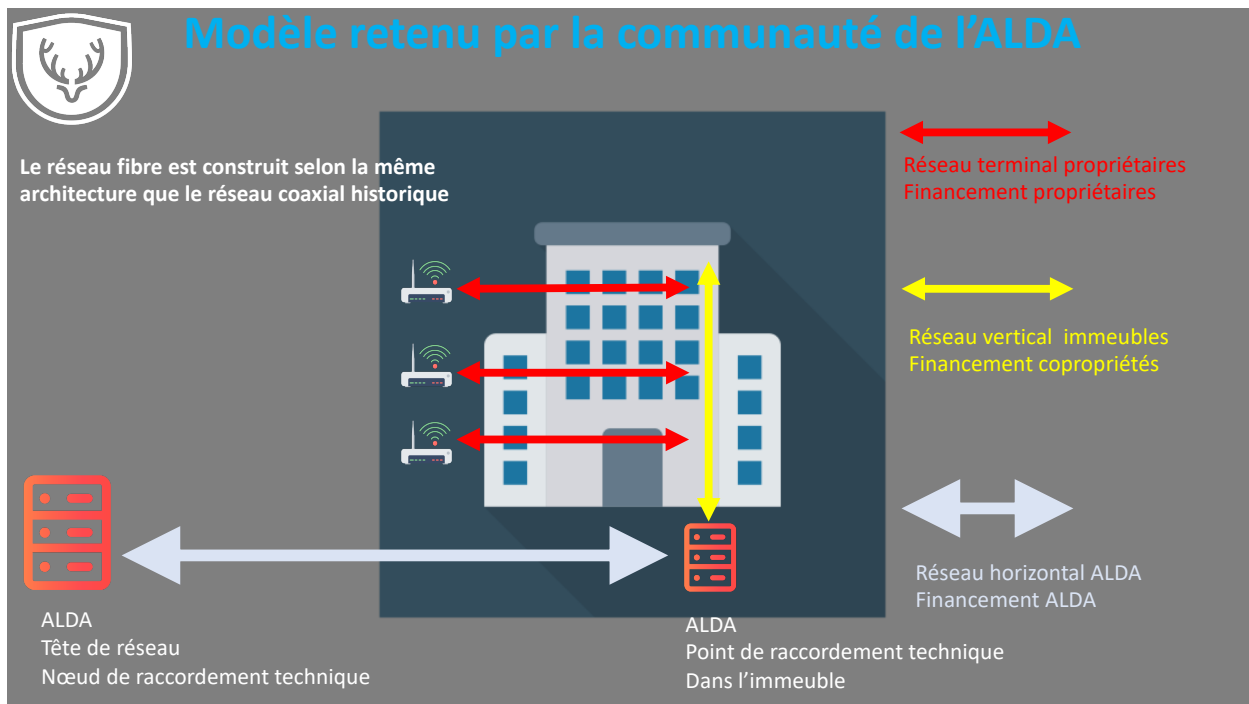 Modèle retenu par la communauté de l'ALDA
Le réseau fibre est construit selon la même
architecture que le réseau coaxial historique
Réseau terminal propriétaires
Financement propriétaires
Réseau vertical immeubles
Financement copropriétés
Réseau horizontal ALDA
Financement ALDA
ALDA
Tête de réseau
Nœud de raccordement technique
ALDA
Point de raccordement technique
Dans l'immeuble